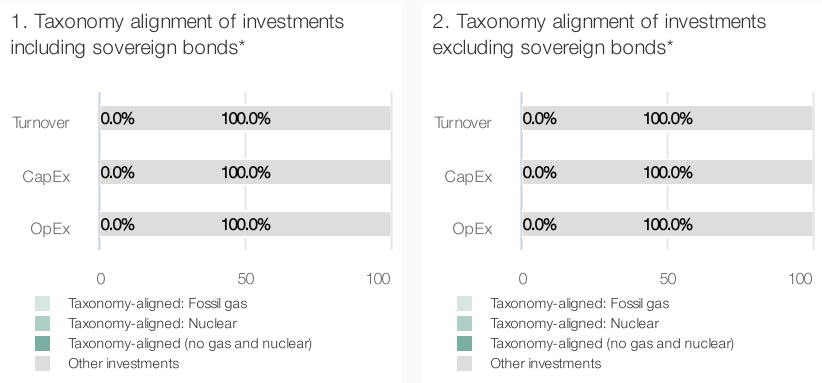 1. Taxonomy alignment of investments
including sovereign bonds*
Turnover 0.0% 100.0%
CapEx 0.0% 100.0%
OpEx 0.0% 100.0%
0 50 100
Taxonomy-aligned: Fossil gas
Taxonomy-aligned: Nuclear
Taxonomy-aligned (no gas and nuclear)
Other investments
2. Taxonomy alignment of investments
excluding sovereign bonds*
Turnover 0.0% 100.0%
CapEx 0.0% 100.0%
OpEx 0.0% 100.0%
0 50 100
Taxonomy-aligned: Fossil gas
Taxonomy-aligned: Nuclear
Taxonomy-aligned (no gas and nuclear)
Other investments